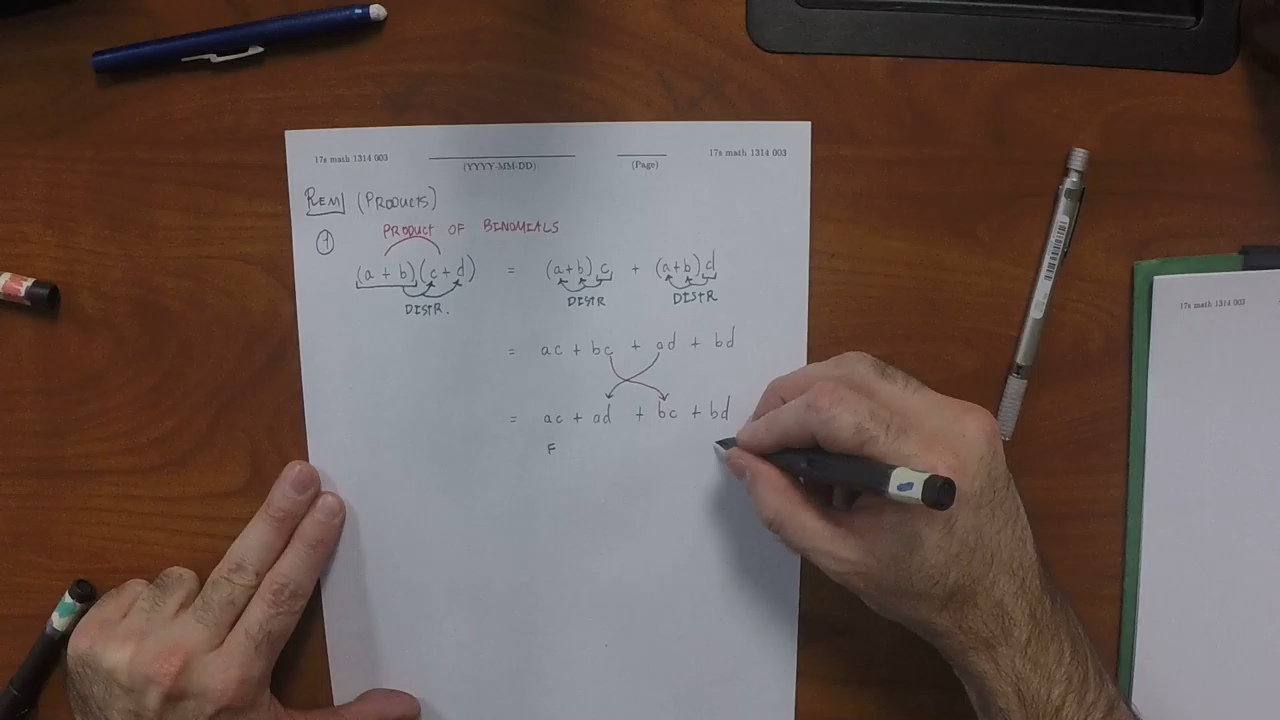 17s math 1314 003 (YYYY-MM-DD) (Page) 17s math 1314 003
REM (PRODUCTS)
PRODUCT OF BINOMIALS
1
(a + b)(c + d) = (a+b)c + (a+b)d
DISTR. DISTR DISTR
= ac + bc + ad + bd
= ac + ad + bc + bd
F
17s math 1314 003